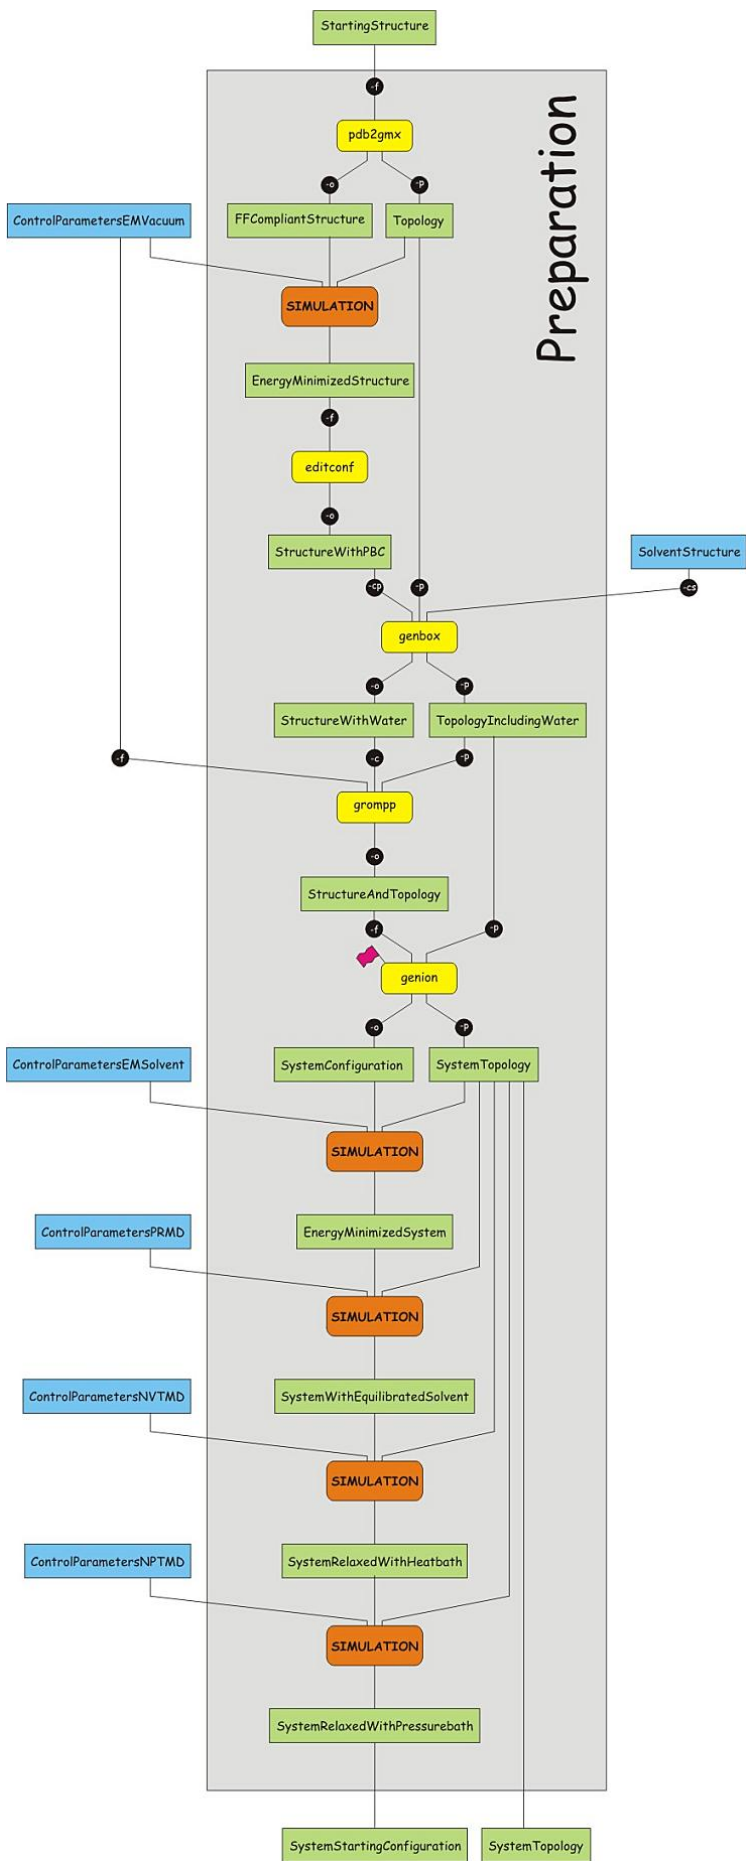 StartingStructure
-f
Preparation
pdb2gmx
-o
-p
ControlParametersEMVacuum
FFCompliantStructure
Topology
SIMULATION
EnergyMinimizedStructure
-f
editconf
-o
StructureWithPBC
SolventStructure
-cp
-p
-cs
genbox
-o
-p
StructureWithWater
TopologyIncludingWater
-f
-c
-p
grompp
-o
StructureAndTopology
-f
-p
genion
-o
-p
ControlParametersEMSolvent
SystemConfiguration
SystemTopology
SIMULATION
ControlParametersPRMD
EnergyMinimizedSystem
SIMULATION
ControlParametersNVTMD
SystemWithEquilibratedSolvent
SIMULATION
ControlParametersNPTMD
SystemRelaxedWithHeatbath
SIMULATION
SystemRelaxedWithPressurebath
SystemStartingConfiguration
SystemTopology